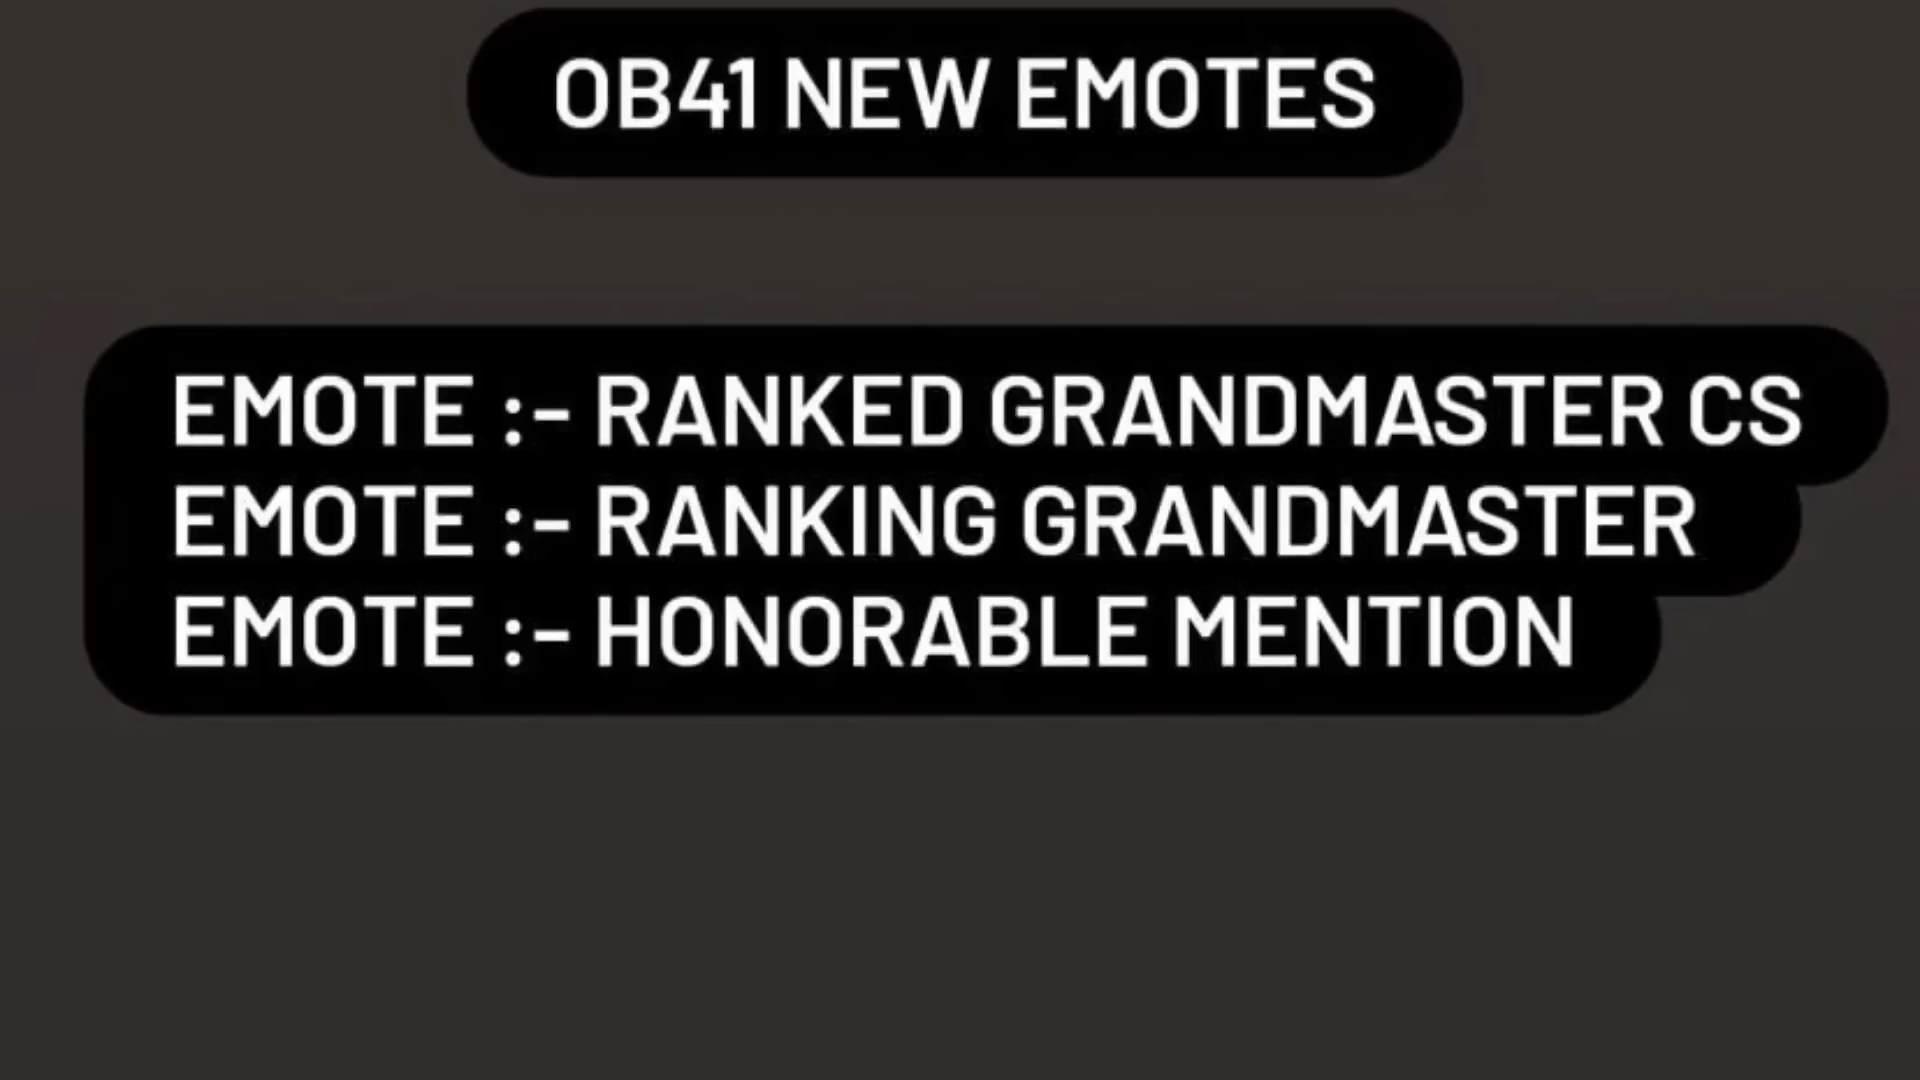 OB41 NEW EMOTES
EMOTE :- RANKED GRANDMASTER CS
EMOTE :- RANKING GRANDMASTER
EMOTE :- HONORABLE MENTION